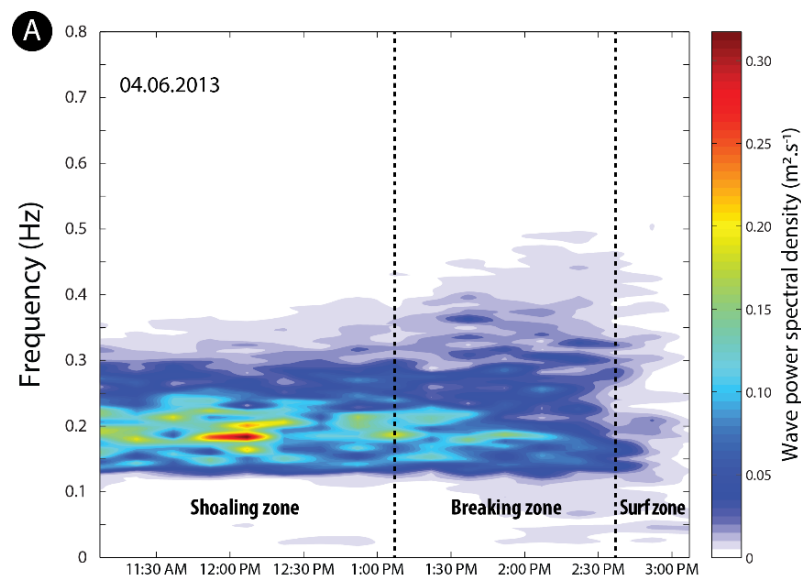 A
04.06.2013
0.8
0.7
0.6
0.5
0.4
0.3
0.2
0.1
0
Frequency (Hz)
Shoaling zone
Breaking zone
Surf zone
11:30 AM 12:00 PM 12:30 PM 1:00 PM 1:30 PM 2:00 PM 2:30 PM 3:00 PM
0.30
0.25
0.20
0.15
0.10
0.05
0
Wave power spectral density (m².s⁻¹)